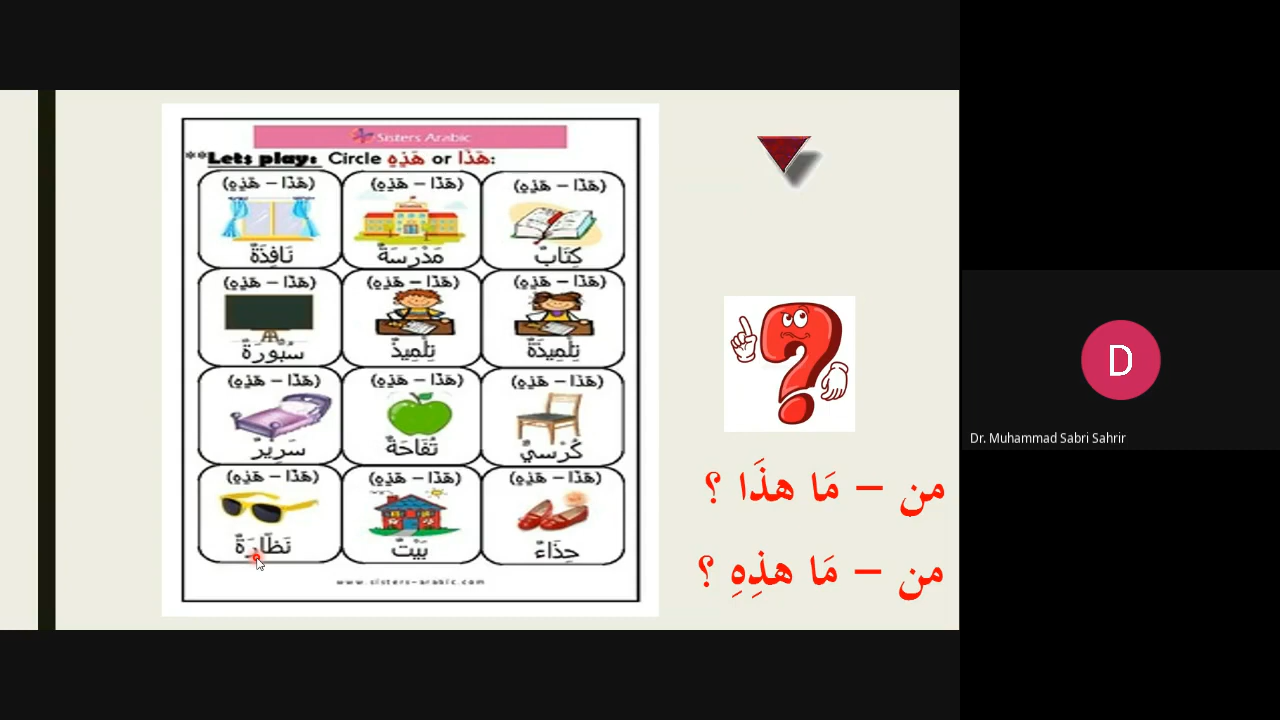 Sisters Arabic
**Lets play: Circle هَذِهِ or هَذَا:
(هَذَا – هَذِهِ)
(هَذَا – هَذِهِ)
(هَذَا – هَذِهِ)
كِتَابٌ
مَدْرَسَةٌ
نَافِذَةٌ
(هَذَا – هَذِهِ)
(هَذَا – هَذِهِ)
(هَذَا – هَذِهِ)
تِلْمِيذَةٌ
تِلْمِيذٌ
سَبُّورَةٌ
(هَذَا – هَذِهِ)
(هَذَا – هَذِهِ)
(هَذَا – هَذِهِ)
كُرْسيٌّ
تُفَاحَةٌ
سَرِيْرٌ
(هَذَا – هَذِهِ)
(هَذَا – هَذِهِ)
(هَذَا – هَذِهِ)
حِذَاءٌ
بَيْتٌ
نَظَّارَةٌ
www.sisters-arabic.com
من – مَا هذَا ؟
من – مَا هذِهِ ؟
D
Dr. Muhammad Sabri Sahrir